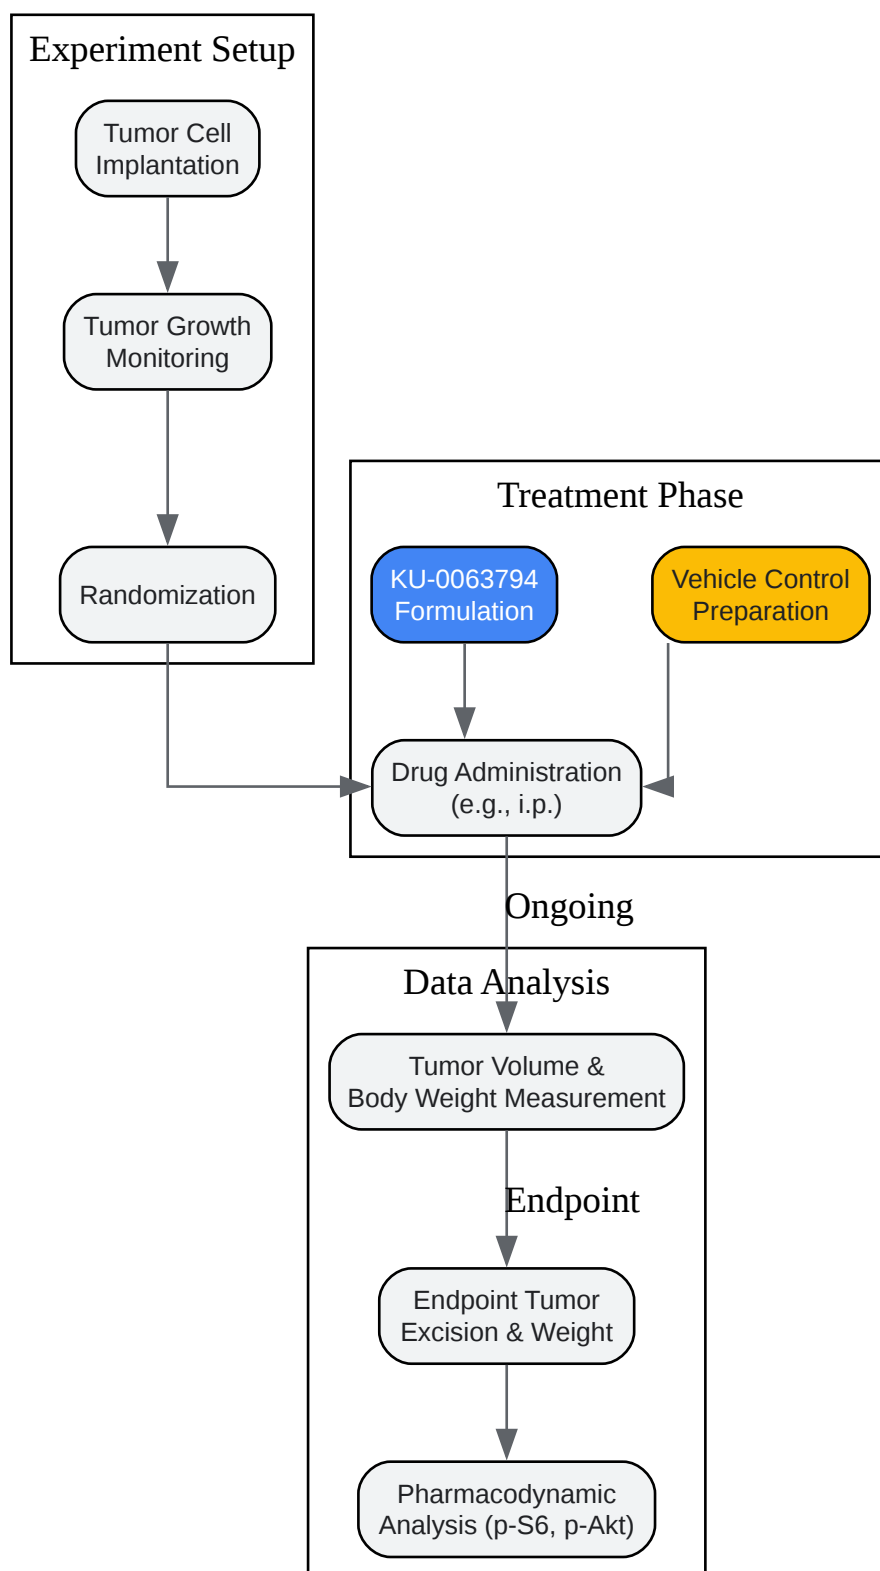 Experiment Setup
Tumor Cell
Implantation
Tumor Growth
Monitoring
Randomization
Treatment Phase
KU-0063794
Formulation
Vehicle Control
Preparation
Drug Administration
(e.g., i.p.)
Ongoing
Data Analysis
Tumor Volume &
Body Weight Measurement
Endpoint
Endpoint Tumor
Excision & Weight
Pharmacodynamic
Analysis (p-S6, p-Akt)